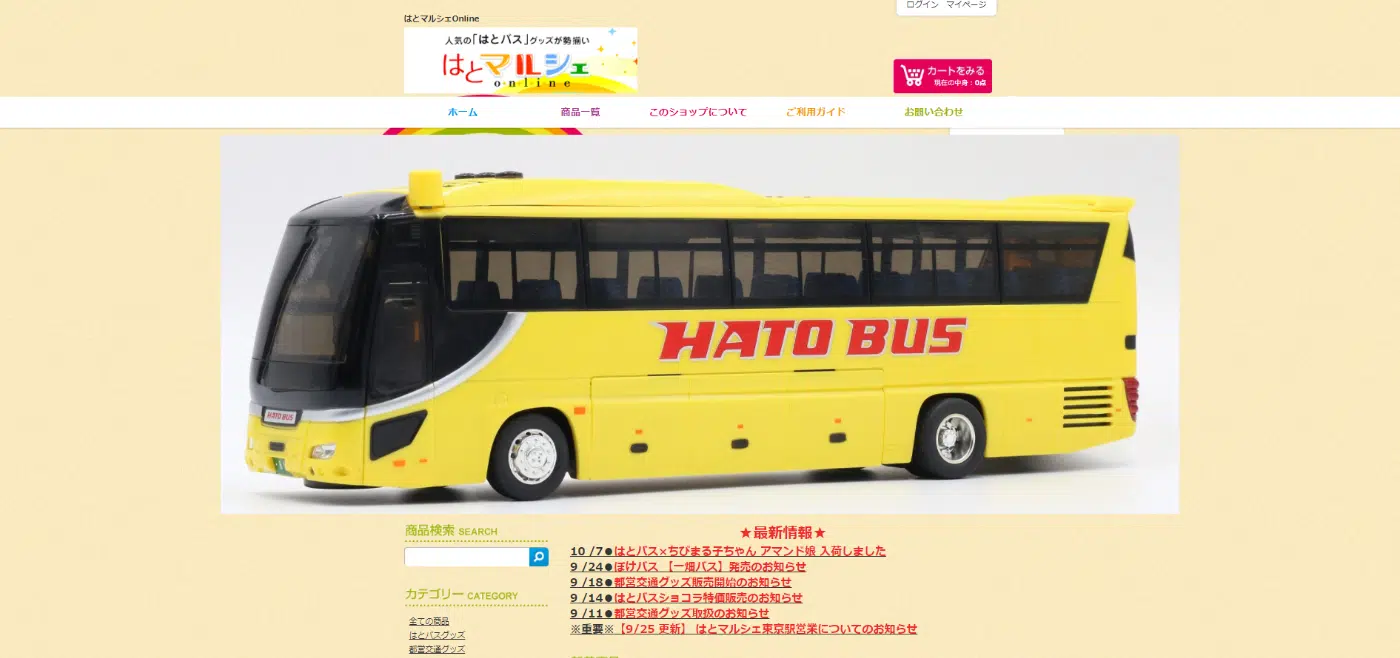 ログイン マイページ
はとマルシェOnline
人気の「はとバス」グッズが勢揃い
はとマルシェ
online
カートをみる
現在の中身：0点
ホーム 商品一覧 このショップについて ご利用ガイド お問い合わせ
HATO BUS
HATO BUS
商品検索 SEARCH
★最新情報★
10 /7●はとバス×ちびまる子ちゃん アマンド娘 入荷しました
9 /24●ぽけバス 【一畑バス】発売のお知らせ
9 /18●都営交通グッズ販売開始のお知らせ
9 /14●はとバスショコラ特価販売のお知らせ
9 /11●都営交通グッズ取扱のお知らせ
※重要※【9/25 更新】 はとマルシェ東京駅営業についてのお知らせ
カテゴリー CATEGORY
全ての商品
はとバスグッズ
都営交通グッズ